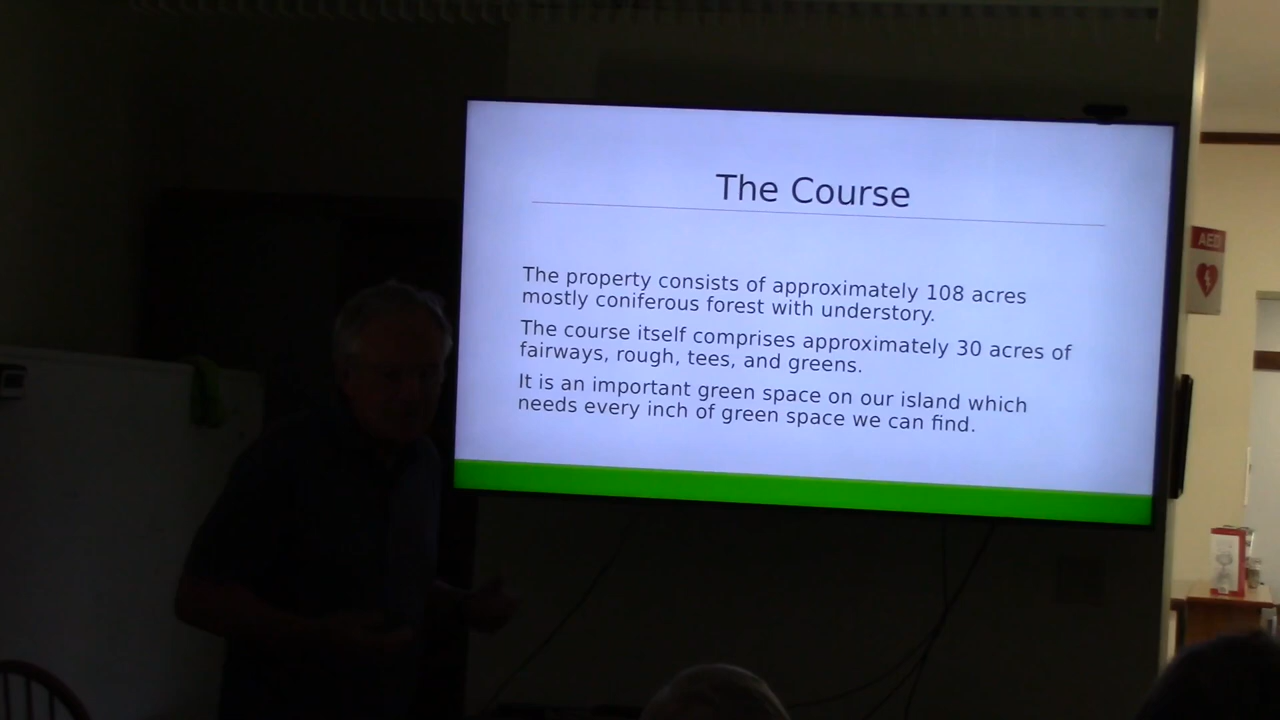 The Course
The property consists of approximately 108 acres
mostly coniferous forest with understory.
The course itself comprises approximately 30 acres of
fairways, rough, tees, and greens.
It is an important green space on our island which
needs every inch of green space we can find.
AED